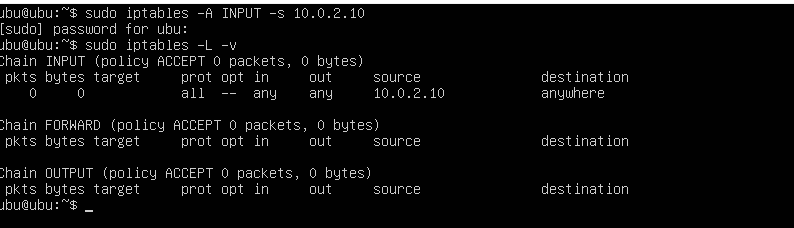 ubu@ubu:~$ sudo iptables -A INPUT -s 10.0.2.10
[sudo] password for ubu:
ubu@ubu:~$ sudo iptables -L -v
Chain INPUT (policy ACCEPT 0 packets, 0 bytes)
 pkts bytes target     prot opt in     out     source               destination
    0     0            all  --  any    any     10.0.2.10            anywhere

Chain FORWARD (policy ACCEPT 0 packets, 0 bytes)
 pkts bytes target     prot opt in     out     source               destination

Chain OUTPUT (policy ACCEPT 0 packets, 0 bytes)
 pkts bytes target     prot opt in     out     source               destination
ubu@ubu:~$ _